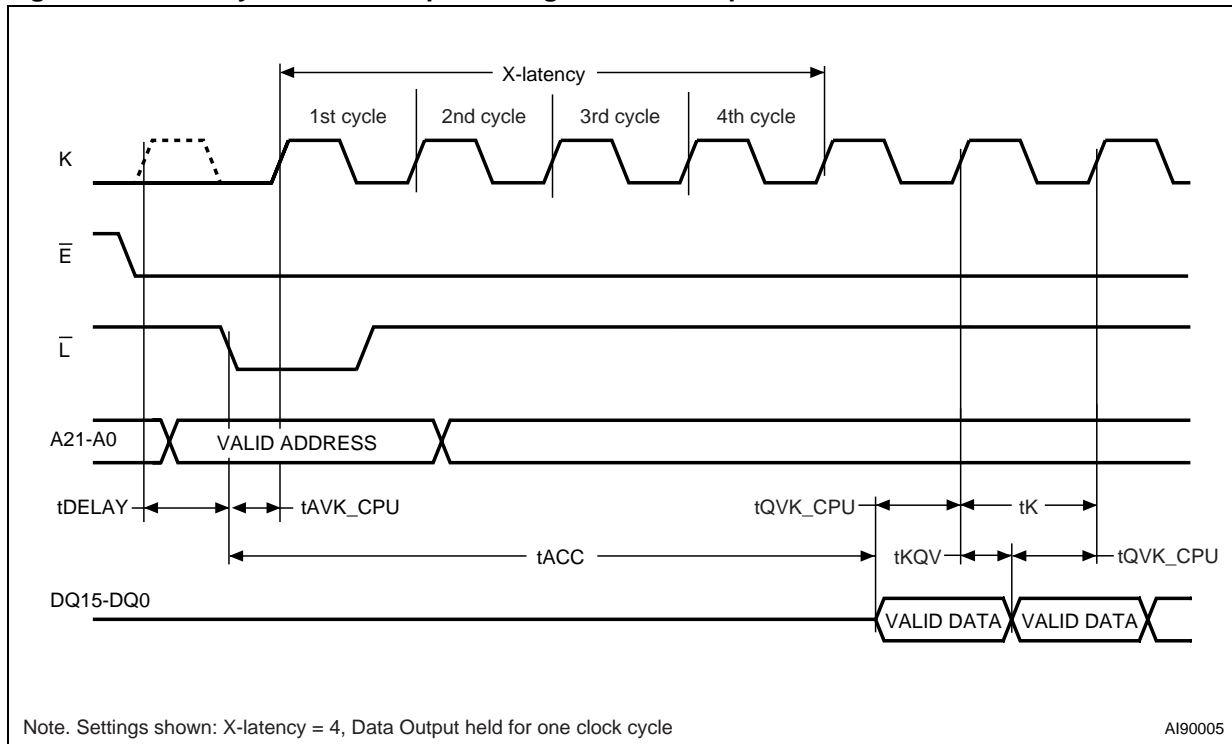 X-latency
1st cycle 2nd cycle 3rd cycle 4th cycle
K
E
L
A21-A0 VALID ADDRESS
tDELAY tAVK_CPU tQVK_CPU tK
tACC tKQV tQVK_CPU
DQ15-DQ0 VALID DATA VALID DATA
Note. Settings shown: X-latency = 4, Data Output held for one clock cycle AI90005